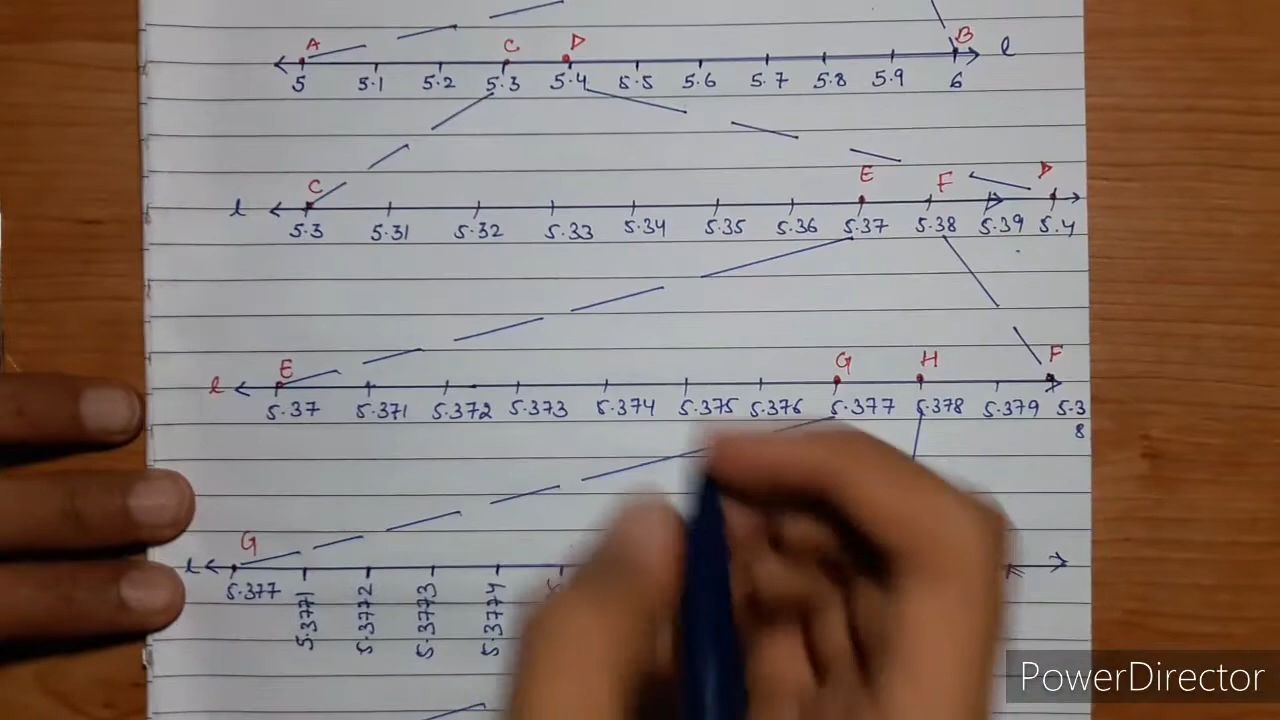 A C D B l
5 5.1 5.2 5.3 5.4 5.5 5.6 5.7 5.8 5.9 6
C E F D
l 5.3 5.31 5.32 5.33 5.34 5.35 5.36 5.37 5.38 5.39 5.4
E G H F
l 5.37 5.371 5.372 5.373 5.374 5.375 5.376 5.377 5.378 5.379 5.38
G
l 5.377 5.3771 5.3772 5.3773 5.3774
PowerDirector